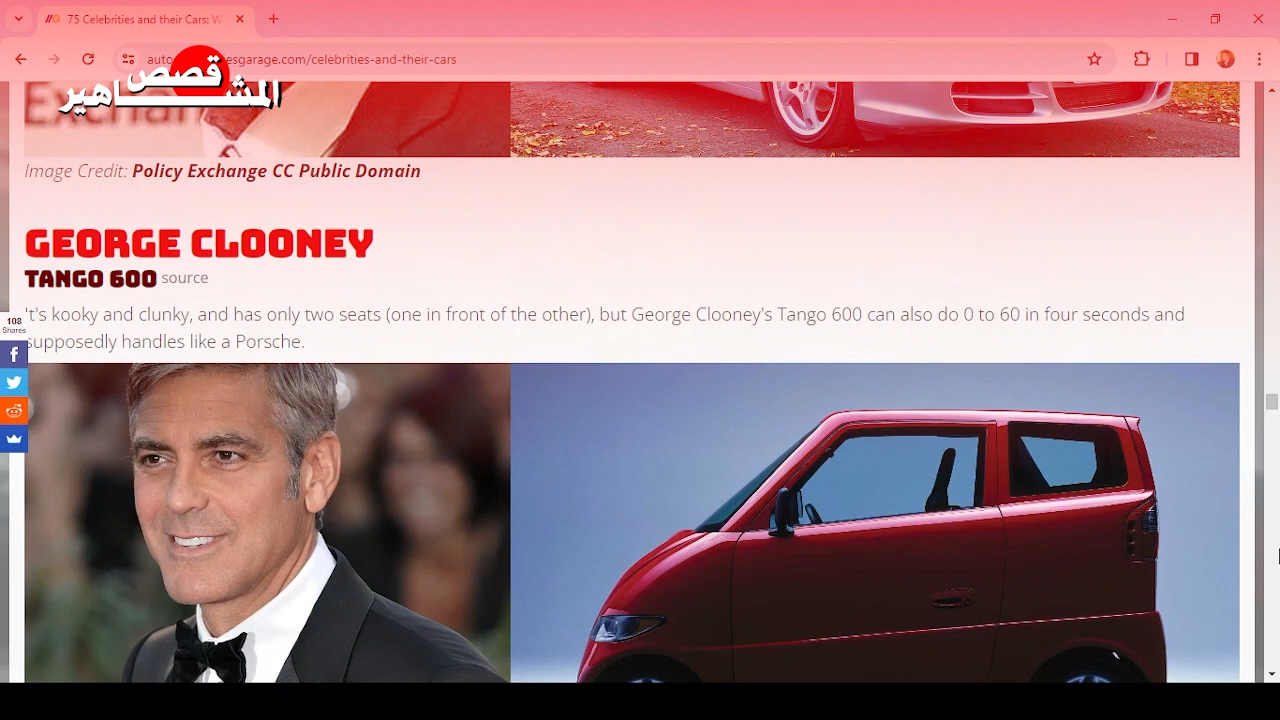 75 Celebrities and their Cars: W
esgarage.com/celebrities-and-their-cars
قصص
المشاهير
Exchan
Image Credit: Policy Exchange CC Public Domain
GEORGE CLOONEY
TANGO 600 source
It's kooky and clunky, and has only two seats (one in front of the other), but George Clooney's Tango 600 can also do 0 to 60 in four seconds and
supposedly handles like a Porsche.
108
Shares